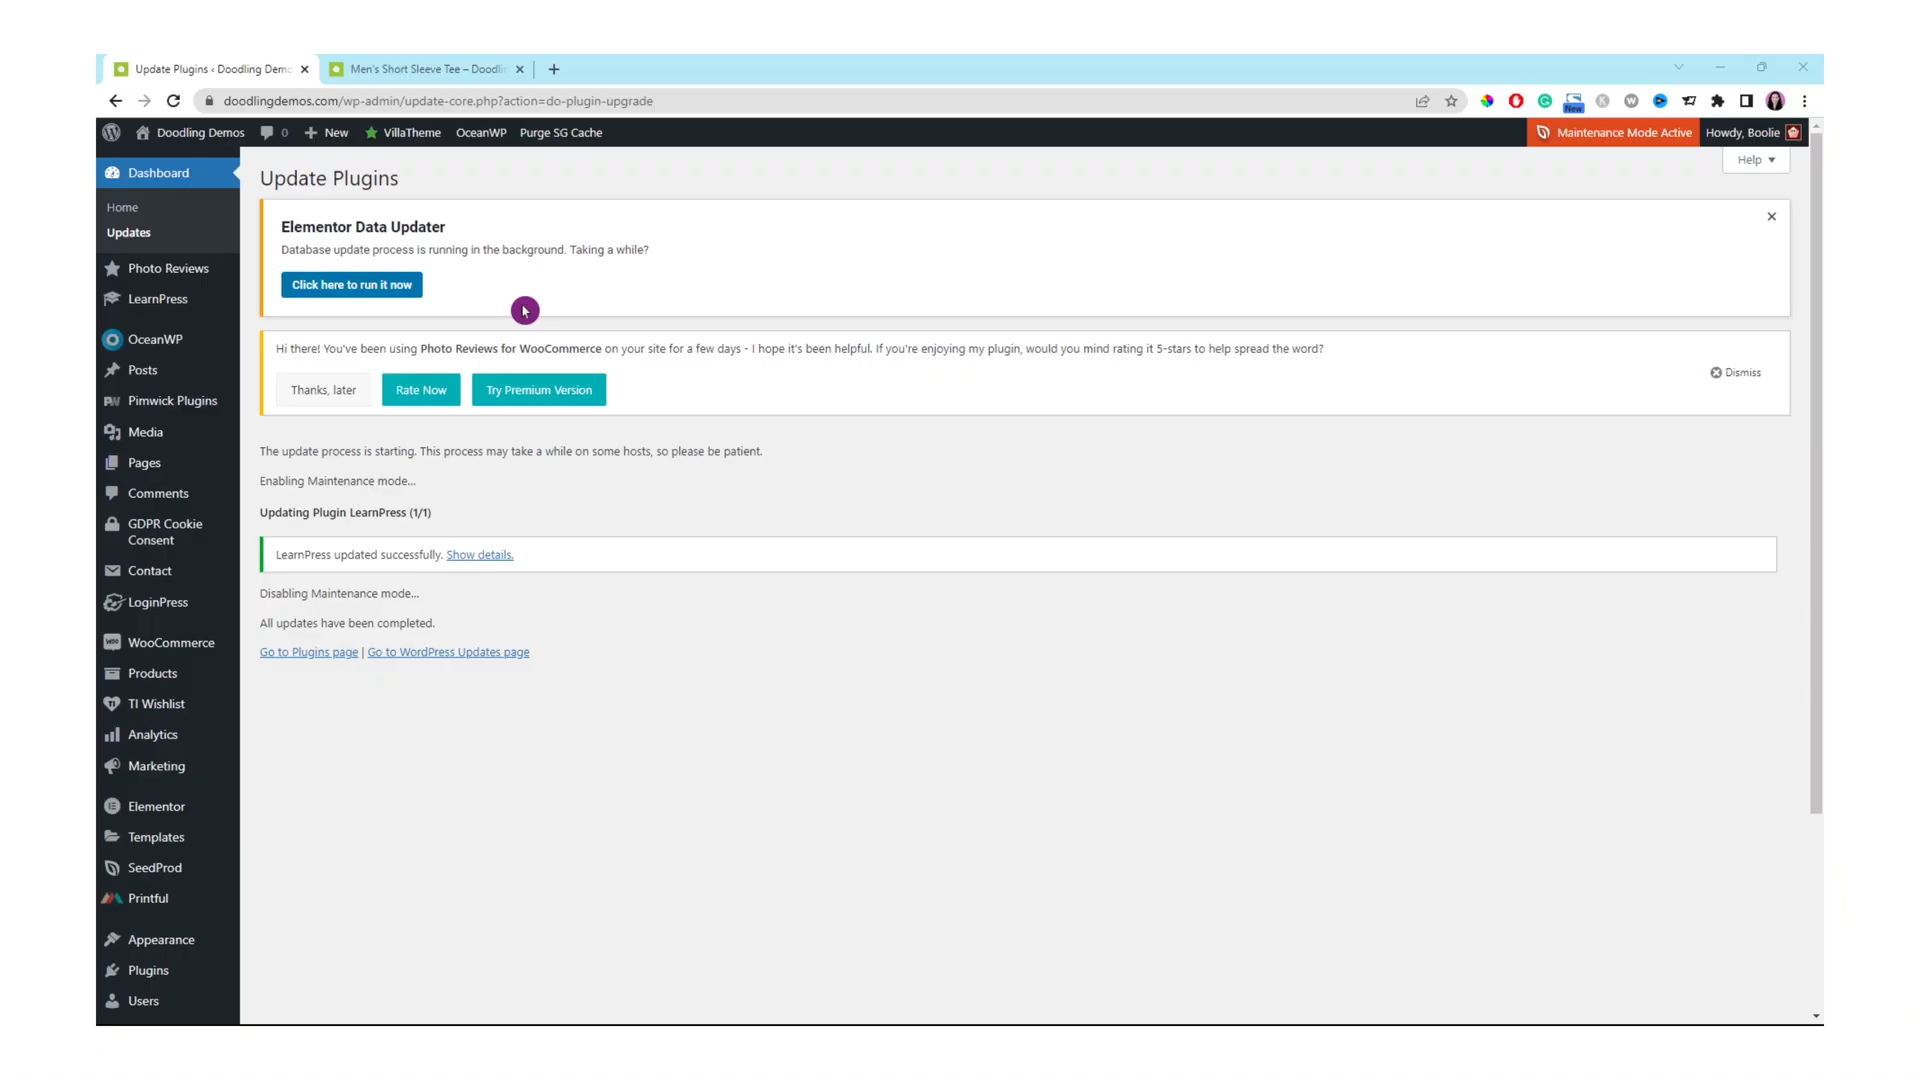 Update Plugins ‹ Doodling Demo
Men's Short Sleeve Tee – Doodli
doodlingdemos.com/wp-admin/update-core.php?action=do-plugin-upgrade
New
Doodling Demos
0
New
VillaTheme
OceanWP
Purge SG Cache
Maintenance Mode Active
Howdy, Boolie
Dashboard
Home
Updates
Photo Reviews
LearnPress
OceanWP
Posts
Pimwick Plugins
Media
Pages
Comments
GDPR Cookie
Consent
Contact
LoginPress
WooCommerce
Products
TI Wishlist
Analytics
Marketing
Elementor
Templates
SeedProd
Printful
Appearance
Plugins
Users
Help
Update Plugins
Elementor Data Updater
Database update process is running in the background. Taking a while?
Click here to run it now
Hi there! You've been using Photo Reviews for WooCommerce on your site for a few days - I hope it's been helpful. If you're enjoying my plugin, would you mind rating it 5-stars to help spread the word?
Dismiss
Thanks, later
Rate Now
Try Premium Version
The update process is starting. This process may take a while on some hosts, so please be patient.
Enabling Maintenance mode...
Updating Plugin LearnPress (1/1)
LearnPress updated successfully. Show details.
Disabling Maintenance mode...
All updates have been completed.
Go to Plugins page | Go to WordPress Updates page